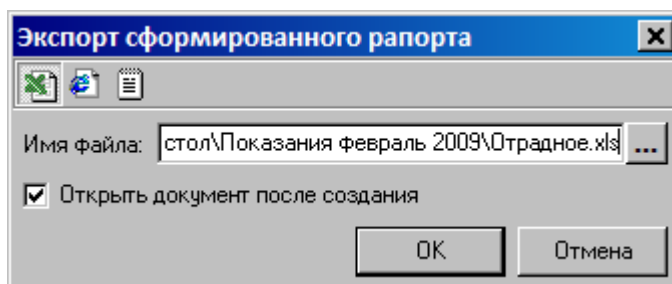 Экспорт сформированного рапорта
Имя файла: стол\Показания февраль 2009\Отрадное.xls ...
Открыть документ после создания
OK Отмена